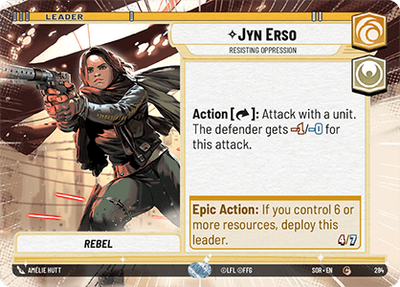 LEADER
✧JYN ERSO
RESISTING OPPRESSION
Action [↷]: Attack with a unit.
The defender gets -1/-0 for
this attack.
Epic Action: If you control 6 or
more resources, deploy this
leader.
4/7
REBEL
AMÉLIE HUTT
©LFL ©FFG
SOR • EN
C
294